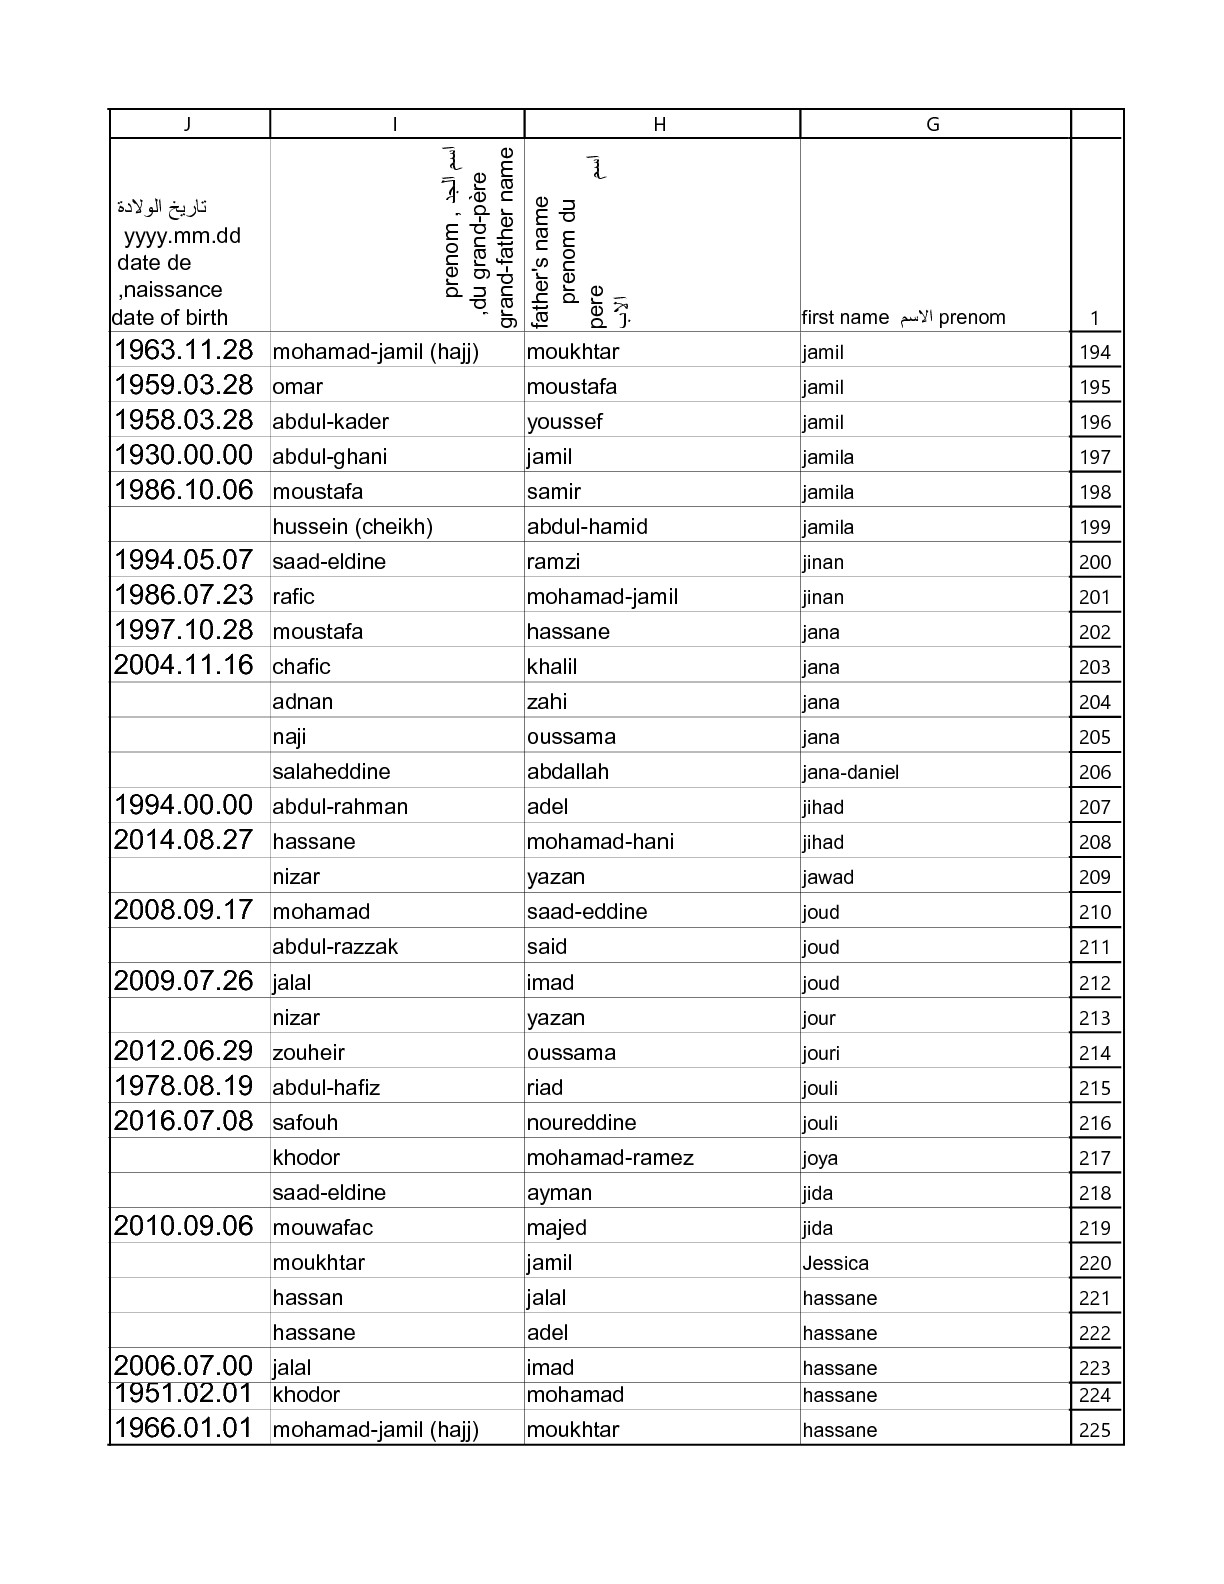 J I H G
تاريخ الولادة
yyyy.mm.dd
date de
,naissance
date of birth
prenom , اسم الجد
,du grand-père
grand-father name
father's name
prenom du
pere اسم
الاب
first name الاسم prenom 1
1963.11.28 mohamad-jamil (hajj) moukhtar jamil 194
1959.03.28 omar moustafa jamil 195
1958.03.28 abdul-kader youssef jamil 196
1930.00.00 abdul-ghani jamil jamila 197
1986.10.06 moustafa samir jamila 198
hussein (cheikh) abdul-hamid jamila 199
1994.05.07 saad-eldine ramzi jinan 200
1986.07.23 rafic mohamad-jamil jinan 201
1997.10.28 moustafa hassane jana 202
2004.11.16 chafic khalil jana 203
adnan zahi jana 204
naji oussama jana 205
salaheddine abdallah jana-daniel 206
1994.00.00 abdul-rahman adel jihad 207
2014.08.27 hassane mohamad-hani jihad 208
nizar yazan jawad 209
2008.09.17 mohamad saad-eddine joud 210
abdul-razzak said joud 211
2009.07.26 jalal imad joud 212
nizar yazan jour 213
2012.06.29 zouheir oussama jouri 214
1978.08.19 abdul-hafiz riad jouli 215
2016.07.08 safouh noureddine jouli 216
khodor mohamad-ramez joya 217
saad-eldine ayman jida 218
2010.09.06 mouwafac majed jida 219
moukhtar jamil Jessica 220
hassan jalal hassane 221
hassane adel hassane 222
2006.07.00 jalal imad hassane 223
1951.02.01 khodor mohamad hassane 224
1966.01.01 mohamad-jamil (hajj) moukhtar hassane 225